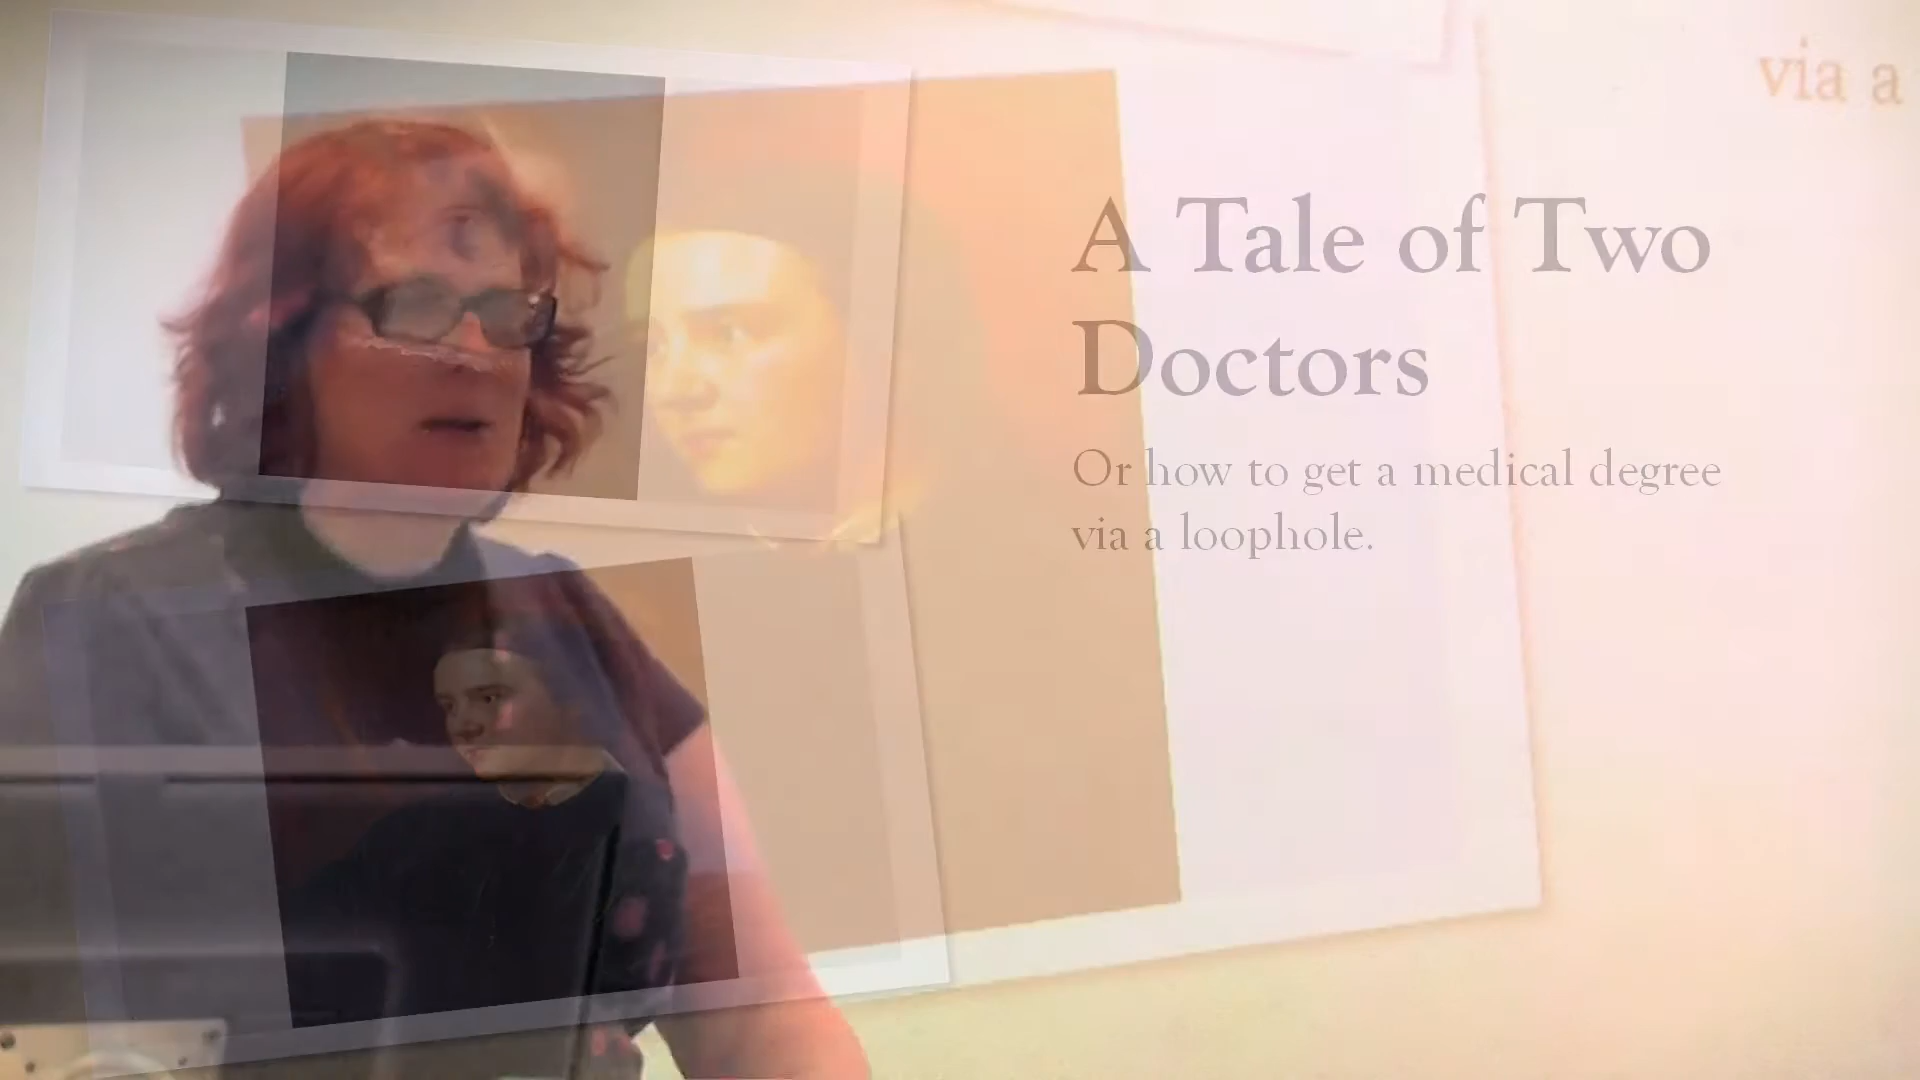 via a
A Tale of Two
Doctors
Or how to get a medical degree
via a loophole.